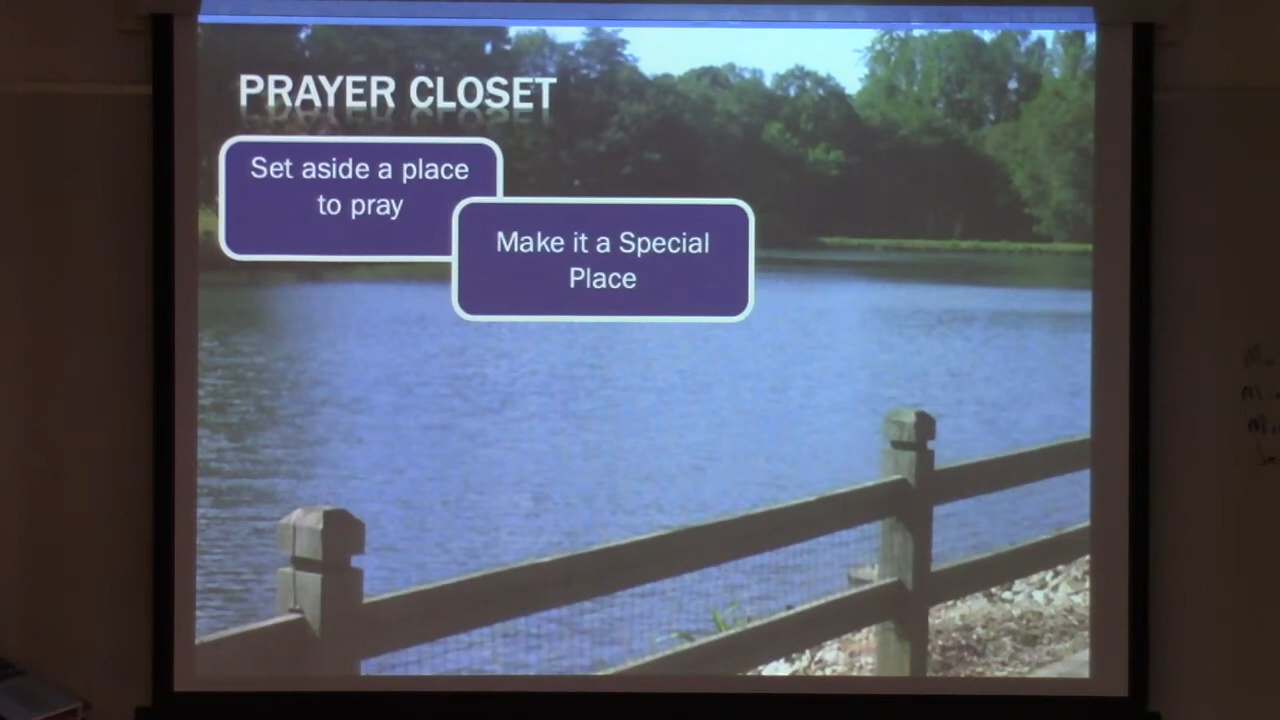 PRAYER CLOSET
Set aside a place
to pray
Make it a Special
Place